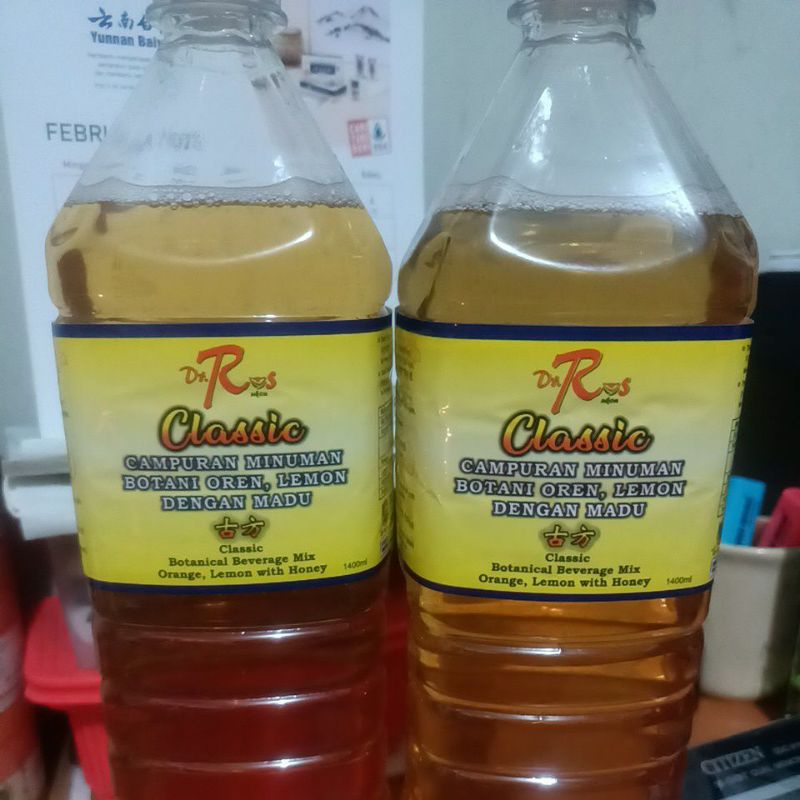 云南白
Yunnan Baiy
FEBRU
Dr. Ros
Classic
CAMPURAN MINUMAN
BOTANI OREN, LEMON
DENGAN MADU
古方
Classic
Botanical Beverage Mix
Orange, Lemon with Honey
1400ml
Dr. Ros
Classic
CAMPURAN MINUMAN
BOTANI OREN, LEMON
DENGAN MADU
古方
Classic
Botanical Beverage Mix
Orange, Lemon with Honey
1400ml
CITIZEN